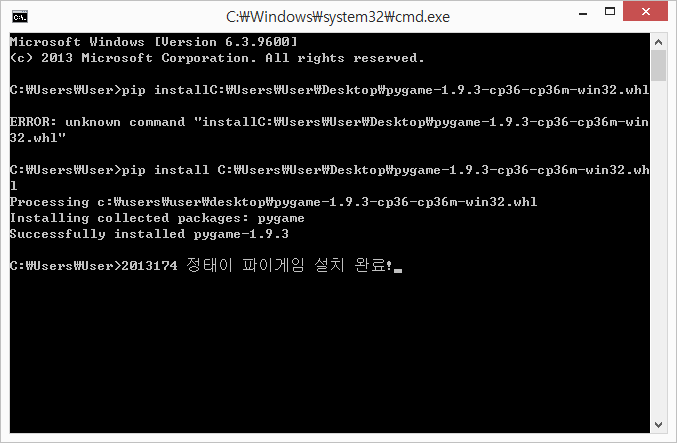 C:₩Windows₩system32₩cmd.exe
Microsoft Windows [Version 6.3.9600]
(c) 2013 Microsoft Corporation. All rights reserved.
C:₩Users₩User>pip installC:₩Users₩User₩Desktop₩pygame-1.9.3-cp36-cp36m-win32.whl
ERROR: unknown command "installC:₩Users₩User₩Desktop₩pygame-1.9.3-cp36-cp36m-win
32.whl"
C:₩Users₩User>pip install C:₩Users₩User₩Desktop₩pygame-1.9.3-cp36-cp36m-win32.wh
l
Processing c:₩users₩user₩desktop₩pygame-1.9.3-cp36-cp36m-win32.whl
Installing collected packages: pygame
Successfully installed pygame-1.9.3
C:₩Users₩User>2013174 정태이 파이게임 설치 완료!